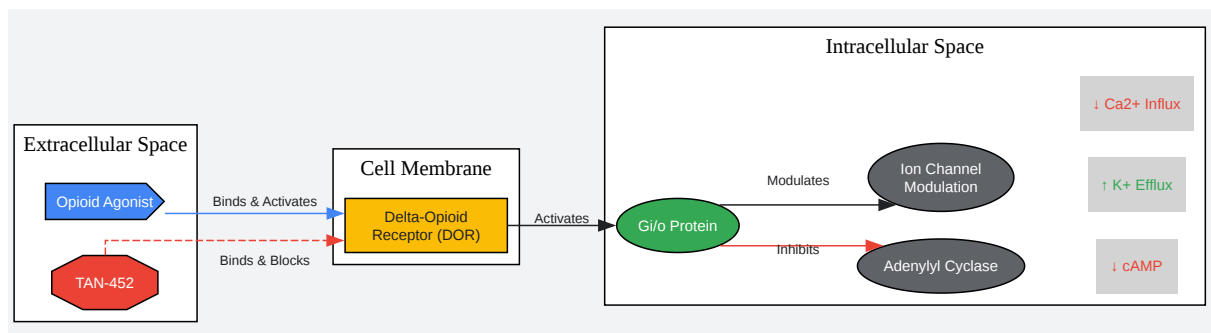 Extracellular Space
Opioid Agonist
TAN-452
Binds & Activates
Binds & Blocks
Cell Membrane
Delta-Opioid
Receptor (DOR)
Activates
Intracellular Space
Gi/o Protein
Modulates
Inhibits
Ion Channel
Modulation
Adenylyl Cyclase
↓ Ca2+ Influx
↑ K+ Efflux
↓ cAMP